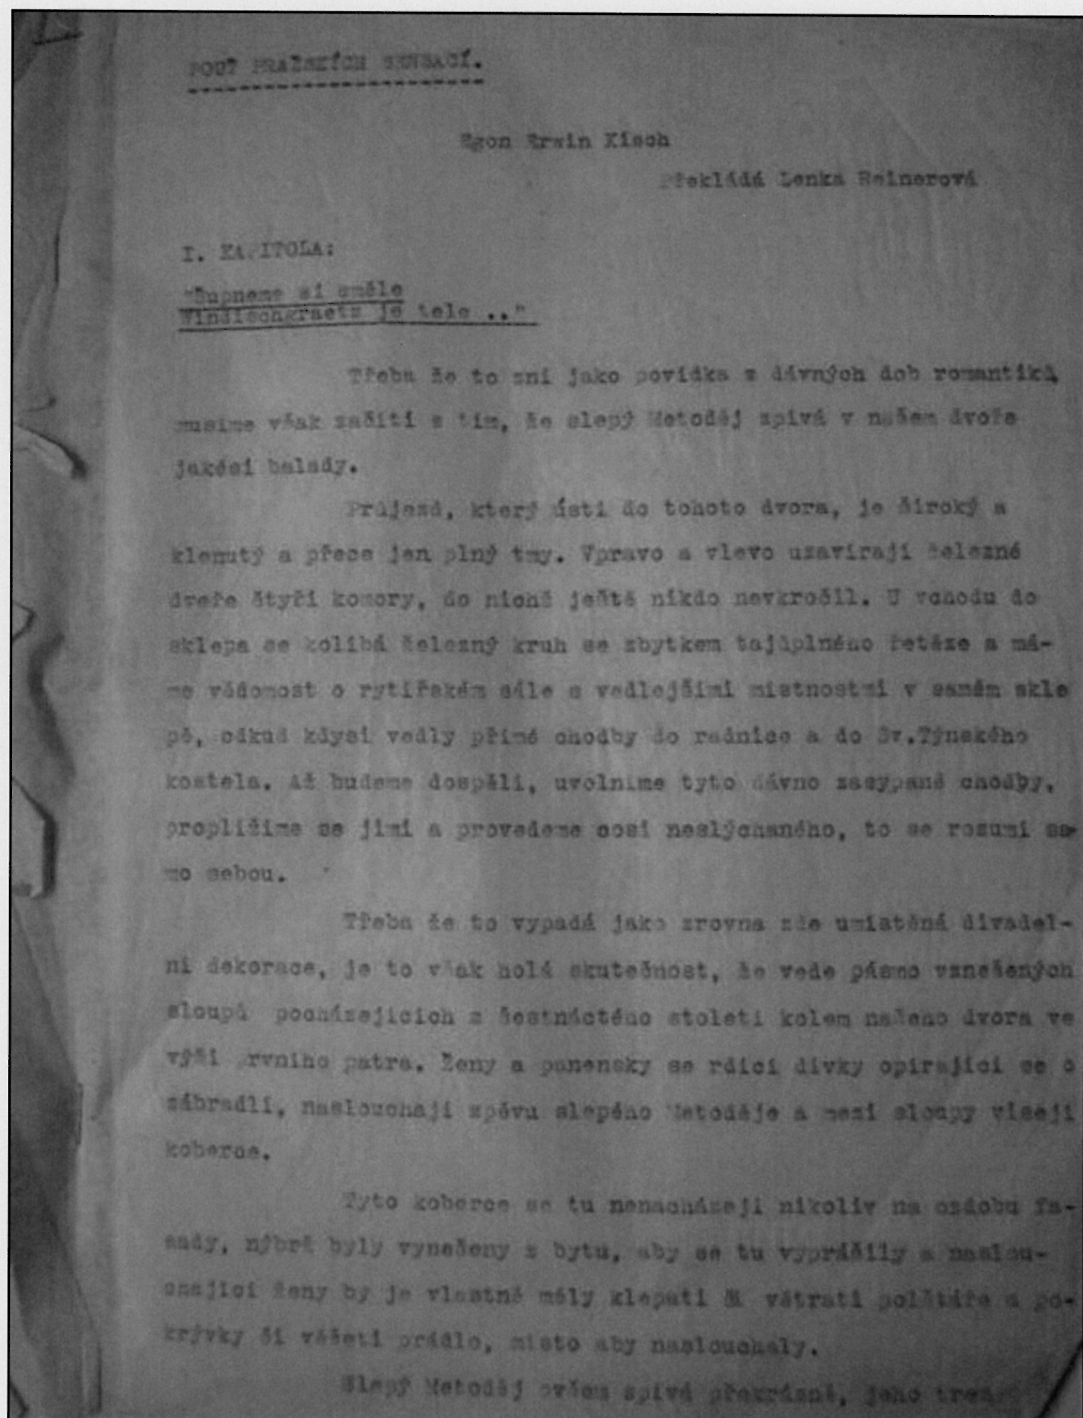 POUŤ PRAŽSKÝCH SENSACÍ.
Egon Erwin Kisch
Překládá Lenka Reinerová
I. KAPITOLA:
"Šupneme si směle
Windischgraetz je tele .."
Třeba že to zní jako povídka z dávných dob romantiků,
musíme však začíti s tím, že slepý Metoděj zpívá v našem dvoře
jakési balady.
Průjezd, který ústí do tohoto dvora, je široký a
klenutý a přece jen plný tmy. Vpravo a vlevo uzavírají železné
dveře čtyři komory, do nichž ještě nikdo nevkročil. U vchodu do
sklepa se kolíbá železný kruh se zbytkem tajůplného řetěze a má-
me vědomost o rytířském sále s vedlejšími místnostmi v samém skle
pě, odkud kdysi vedly přímé chodby do radnice a do Sv.Týnského
kostela. Až budeme dospělí, uvolníme tyto dávno zasypané chodby,
proplížíme se jimi a provedeme cosi neslýchaného, to se rozumí sa-
mo sebou.
Třeba že to vypadá jako zrovna zde umístěná divadel-
ní dekorace, je to však holá skutečnost, že vede pásmo vznešených
sloupů pocházejících z šestnáctého století kolem našeho dvora ve
výši prvního patra. Ženy a panensky se rdící dívky opírající se o
zábradlí, naslouchají zpěvu slepého Metoděje a mezi sloupy visejí
koberce.
Tyto koberce se tu nenacházejí nikoliv na ozdobu fa-
sády, nýbrž byly vynešeny z bytu, aby se tu vyprášily a naslou-
chající ženy by je vlastně měly klepati a větrati polštáře a po-
krývky či věšeti prádlo, místo aby naslouchaly.
Slepý Metoděj ovšem zpívá překrásně, jeho